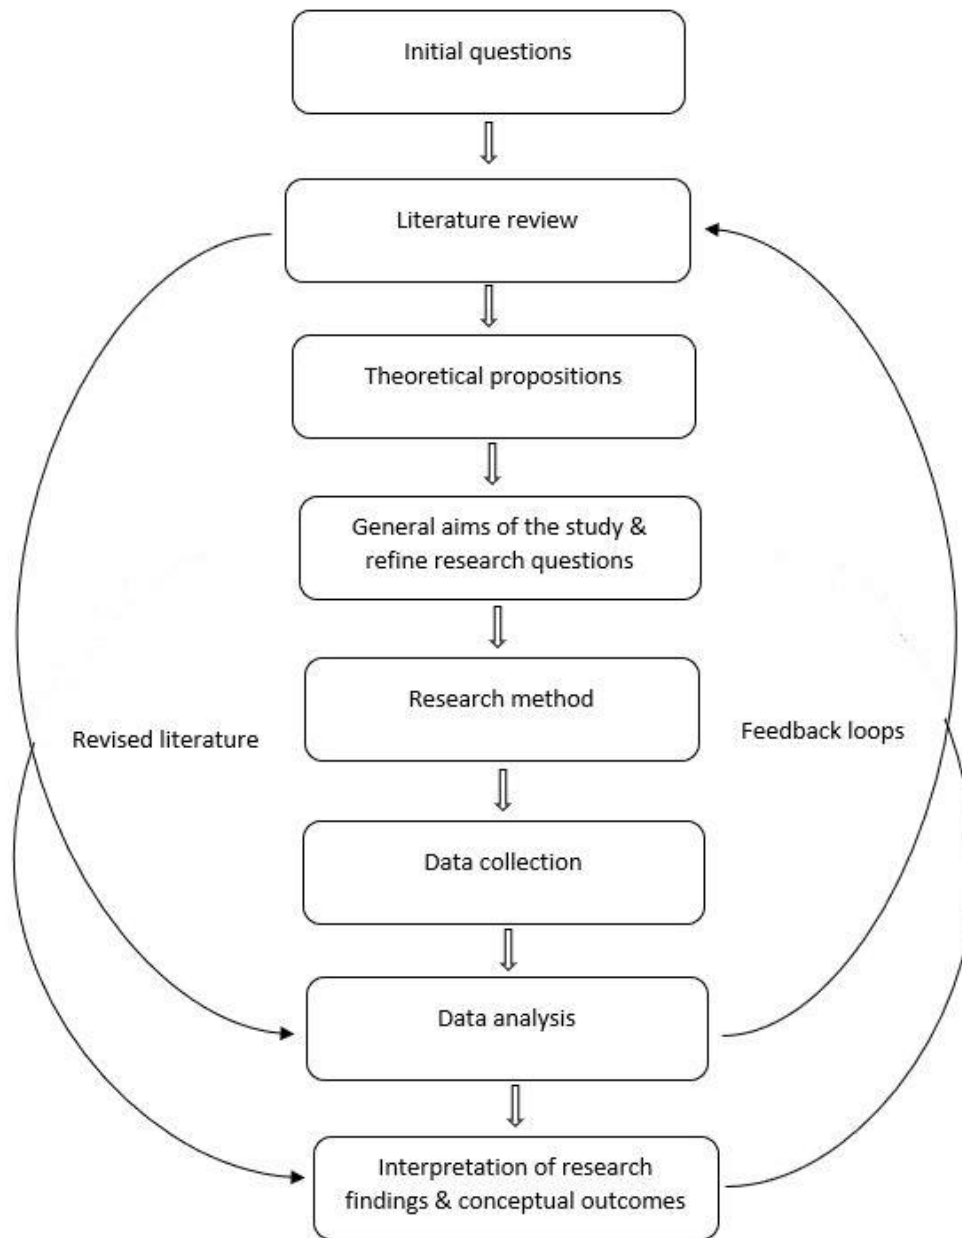 Initial questions
Literature review
Theoretical propositions
General aims of the study &
refine research questions
Research method
Revised literature
Feedback loops
Data collection
Data analysis
Interpretation of research
findings & conceptual outcomes